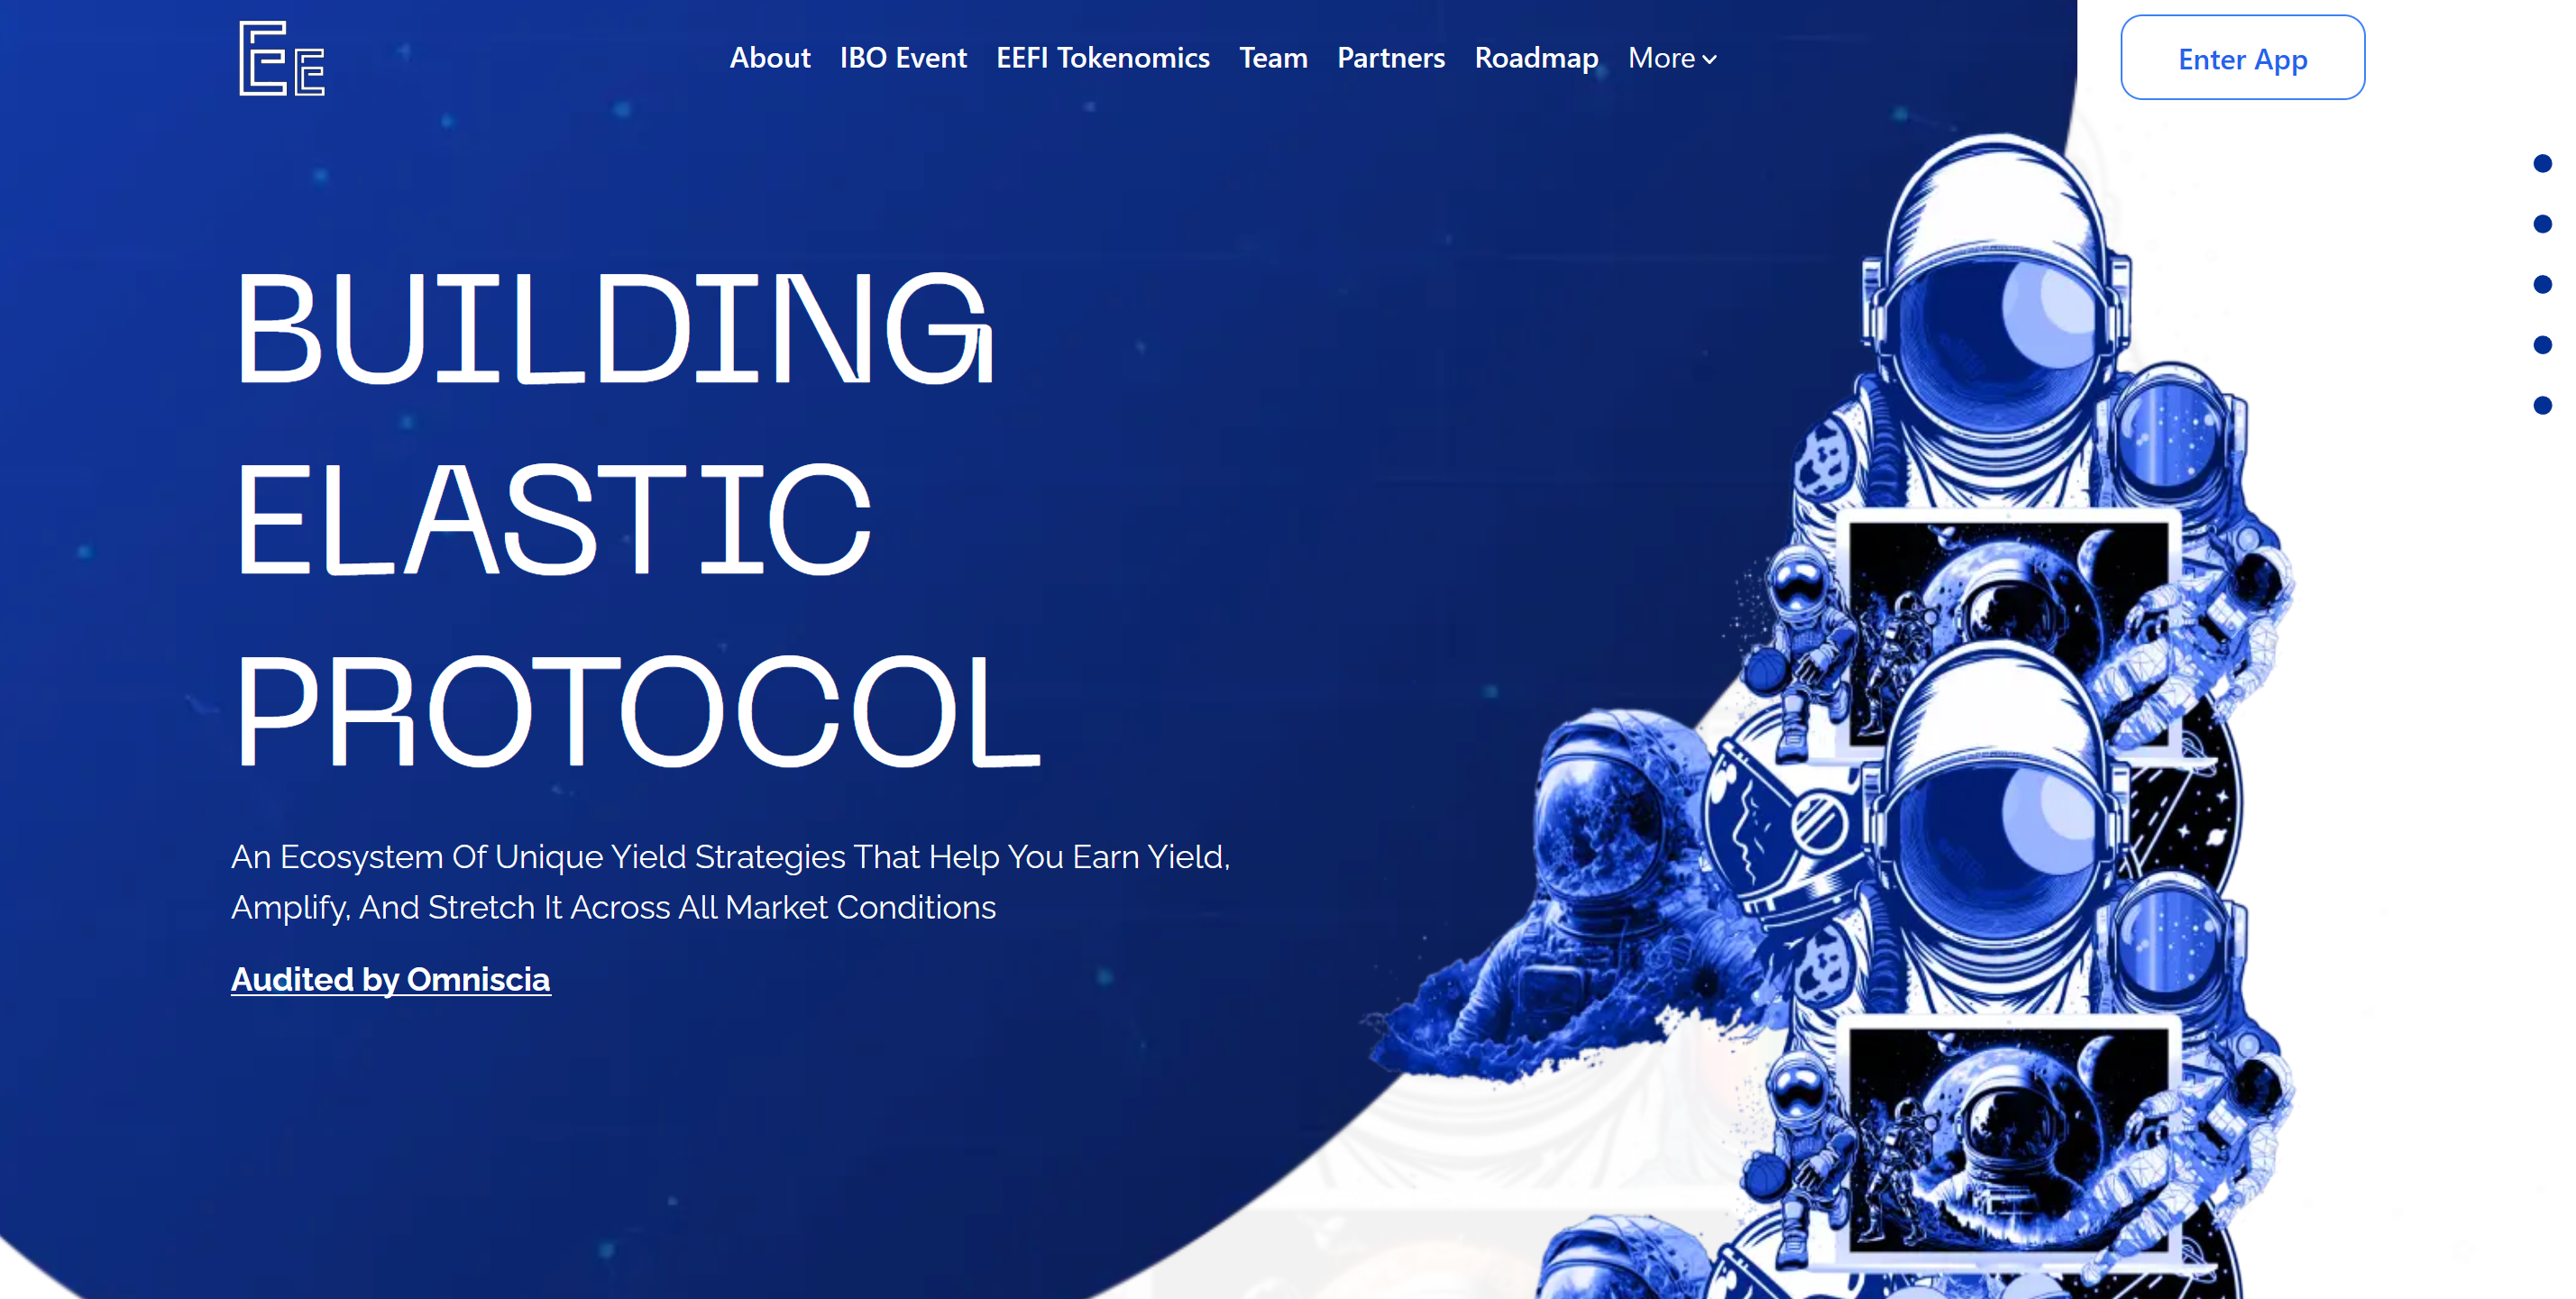 EE
About IBO Event EEFI Tokenomics Team Partners Roadmap More
Enter App
BUILDING
ELASTIC
PROTOCOL
An Ecosystem Of Unique Yield Strategies That Help You Earn Yield,
Amplify, And Stretch It Across All Market Conditions
Audited by Omniscia